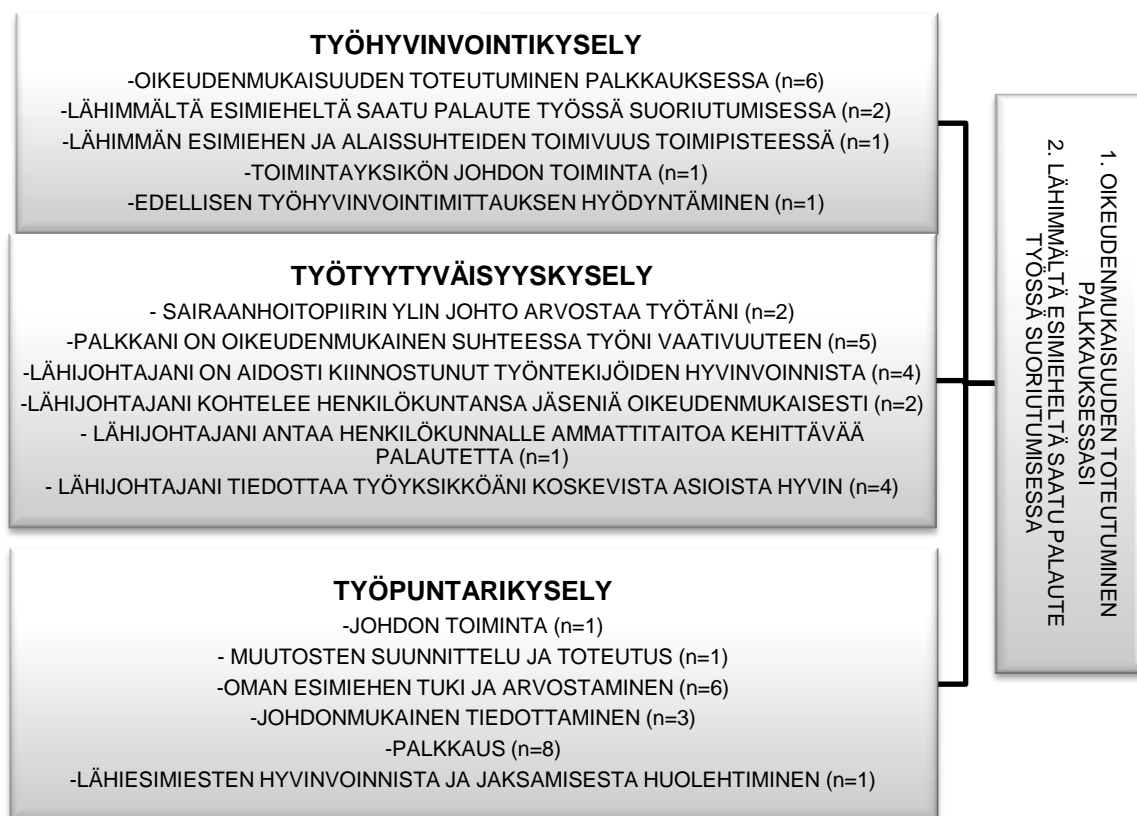 TYÖHYVINVOINTIKYSELY
-OIKEUDENMUKAISUUDEN TOTEUTUMINEN PALKKAUKSESSA (n=6)
-LÄHIMMÄLTÄ ESIMIEHELTÄ SAATU PALAUTE TYÖSSÄ SUORIUTUMISESSA (n=2)
-LÄHIMMÄN ESIMIEHEN JA ALAISSUHTEIDEN TOIMIVUUS TOIMIPISTEESSÄ (n=1)
-TOIMINTAYKSIKÖN JOHDON TOIMINTA (n=1)
-EDELLISEN TYÖHYVINVOINTIMITTAUKSEN HYÖDYNTÄMINEN (n=1)
TYÖTYYTYVÄISYYSKYSELY
- SAIRAANHOITOPIIRIN YLIN JOHTO ARVOSTAA TYÖTÄNI (n=2)
-PALKKANI ON OIKEUDENMUKAINEN SUHTEESSA TYÖNI VAATIVUUTEEN (n=5)
-LÄHIJOHTAJANI ON AIDOSTI KIINNOSTUNUT TYÖNTEKIJÖIDEN HYVINVOINNISTA (n=4)
-LÄHIJOHTAJANI KOHTELEE HENKILÖKUNTANSA JÄSENIÄ OIKEUDENMUKAISESTI (n=2)
- LÄHIJOHTAJANI ANTAA HENKILÖKUNNALLE AMMATTITAITOA KEHITTÄVÄÄ
PALAUTETTA (n=1)
- LÄHIJOHTAJANI TIEDOTTAA TYÖYKSIKKÖÄNI KOSKEVISTA ASIOISTA HYVIN (n=4)
TYÖPUNTARIKYSELY
-JOHDON TOIMINTA (n=1)
- MUUTOSTEN SUUNNITTELU JA TOTEUTUS (n=1)
-OMAN ESIMIEHEN TUKI JA ARVOSTAMINEN (n=6)
-JOHDONMUKAINEN TIEDOTTAMINEN (n=3)
-PALKKAUS (n=8)
-LÄHIESIMIESTEN HYVINVOINNISTA JA JAKSAMISESTA HUOLEHTIMINEN (n=1)
1. OIKEUDENMUKAISUUDEN TOTEUTUMINEN
PALKKAUKSESSASI
2. LÄHIMMÄLTÄ ESIMIEHELTÄ SAATU PALAUTE
TYÖSSÄ SUORIUTUMISESSA